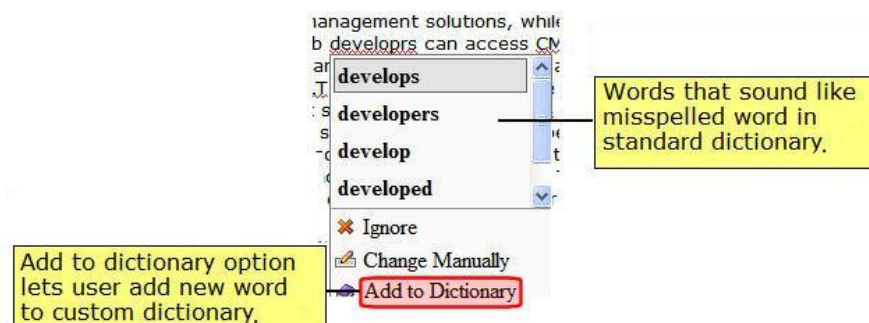 management solutions, while
b developrs can access CM
develops
developers
develop
developed
Words that sound like
misspelled word in
standard dictionary.
Ignore
Change Manually
Add to Dictionary
Add to dictionary option
lets user add new word
to custom dictionary.